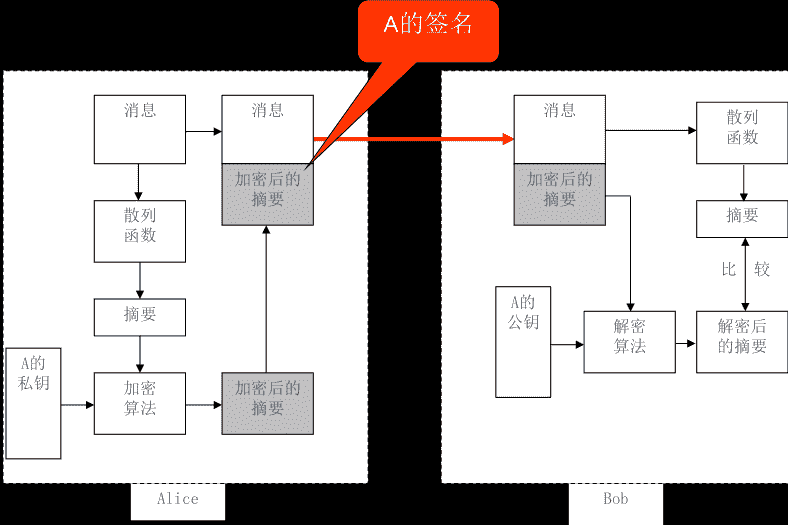 A的签名
消息
消息
加密后的
摘要
散列
函数
摘要
A的
私钥
加密
算法
加密后的
摘要
Alice
消息
加密后的
摘要
散列
函数
摘要
比 较
A的
公钥
解密
算法
解密后
的摘要
Bob